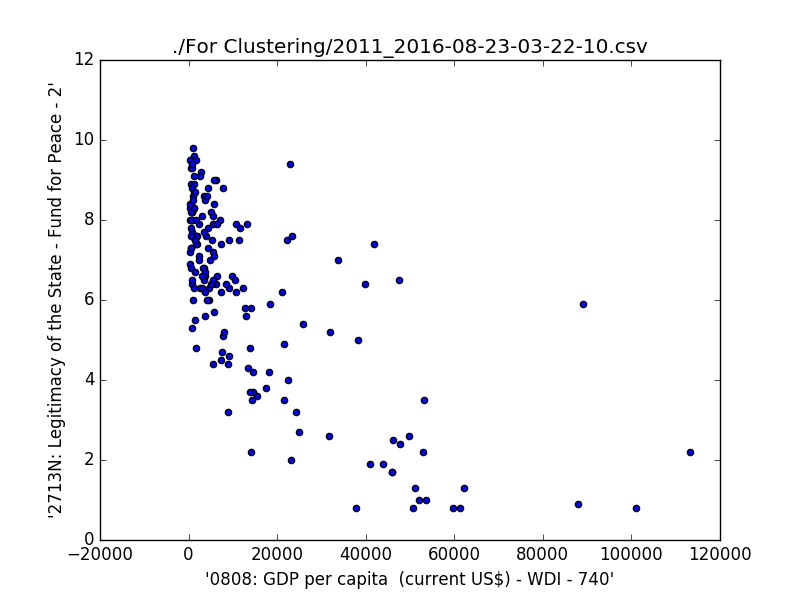 ./For Clustering/2011_2016-08-23-03-22-10.csv
'2713N: Legitimacy of the State - Fund for Peace - 2'
12
10
8
6
4
2
0
−20000 0 20000 40000 60000 80000 100000 120000
'0808: GDP per capita  (current US$) - WDI - 740'